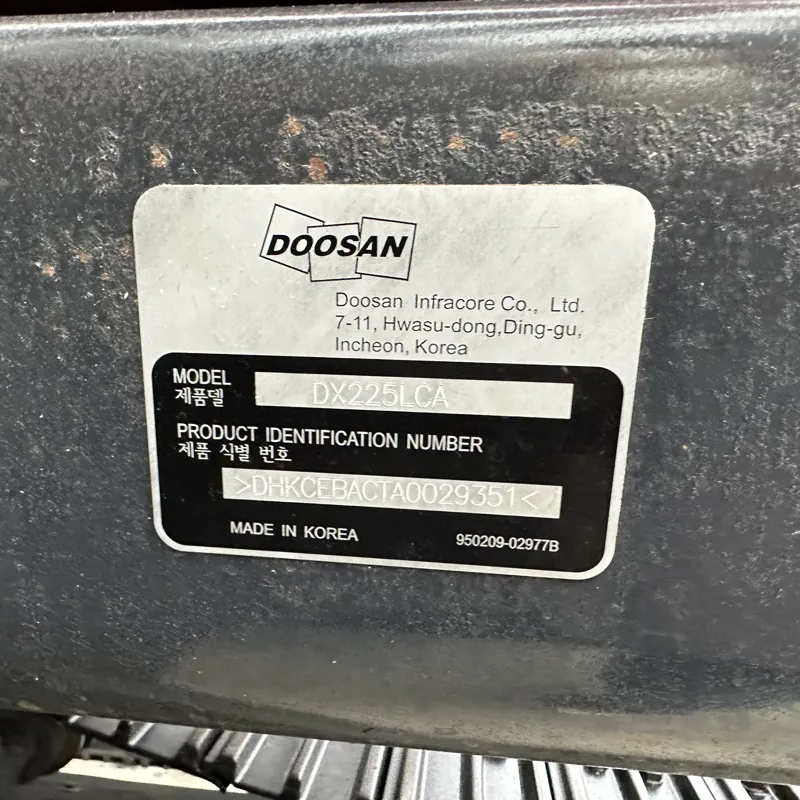 DOOSAN
Doosan Infracore Co., Ltd.
7-11, Hwasu-dong,Ding-gu,
Incheon, Korea
MODEL DX225LCA
제품델
PRODUCT IDENTIFICATION NUMBER
제품 식별 번호
>DHKCEBACTA0029351<
MADE IN KOREA 950209-02977B